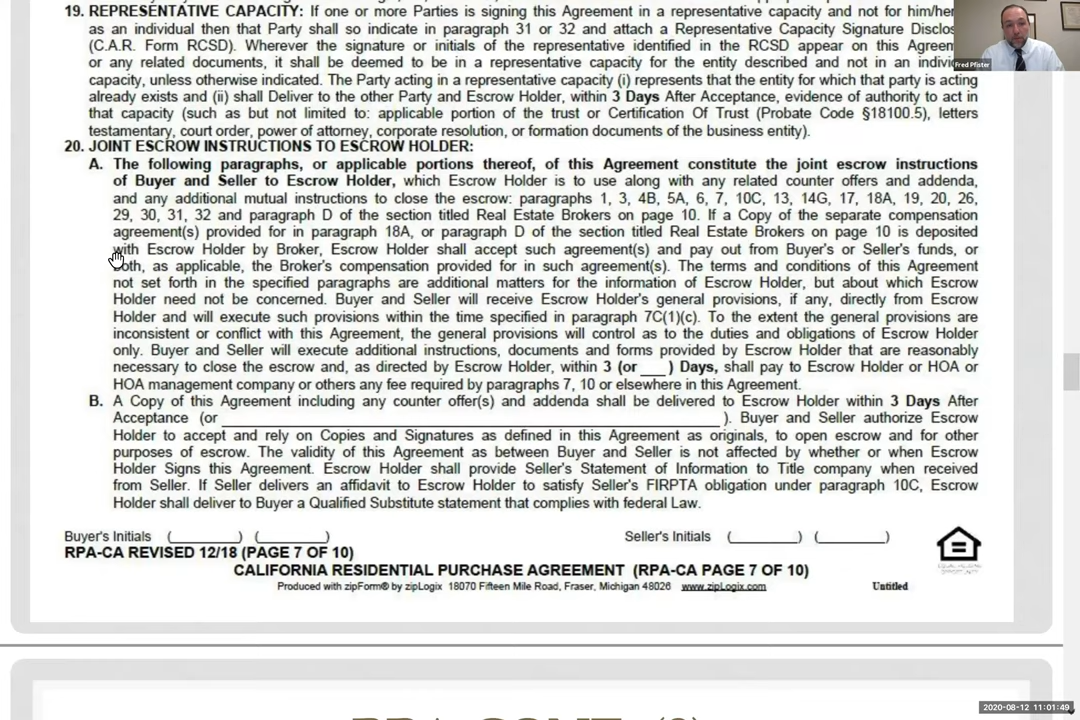 19. REPRESENTATIVE CAPACITY: If one or more Parties is signing this Agreement in a representative capacity and not for him/her
as an individual then that Party shall so indicate in paragraph 31 or 32 and attach a Representative Capacity Signature Disclos
(C.A.R. Form RCSD). Wherever the signature or initials of the representative identified in the RCSD appear on this Agreem
or any related documents, it shall be deemed to be in a representative capacity for the entity described and not in an indivi
capacity, unless otherwise indicated. The Party acting in a representative capacity (i) represents that the entity for which that party is acting
already exists and (ii) shall Deliver to the other Party and Escrow Holder, within 3 Days After Acceptance, evidence of authority to act in
that capacity (such as but not limited to: applicable portion of the trust or Certification Of Trust (Probate Code §18100.5), letters
testamentary, court order, power of attorney, corporate resolution, or formation documents of the business entity).
20. JOINT ESCROW INSTRUCTIONS TO ESCROW HOLDER:
A. The following paragraphs, or applicable portions thereof, of this Agreement constitute the joint escrow instructions
of Buyer and Seller to Escrow Holder, which Escrow Holder is to use along with any related counter offers and addenda,
and any additional mutual instructions to close the escrow: paragraphs 1, 3, 4B, 5A, 6, 7, 10C, 13, 14G, 17, 18A, 19, 20, 26,
29, 30, 31, 32 and paragraph D of the section titled Real Estate Brokers on page 10. If a Copy of the separate compensation
agreement(s) provided for in paragraph 18A, or paragraph D of the section titled Real Estate Brokers on page 10 is deposited
with Escrow Holder by Broker, Escrow Holder shall accept such agreement(s) and pay out from Buyer's or Seller's funds, or
both, as applicable, the Broker's compensation provided for in such agreement(s). The terms and conditions of this Agreement
not set forth in the specified paragraphs are additional matters for the information of Escrow Holder, but about which Escrow
Holder need not be concerned. Buyer and Seller will receive Escrow Holder's general provisions, if any, directly from Escrow
Holder and will execute such provisions within the time specified in paragraph 7C(1)(c). To the extent the general provisions are
inconsistent or conflict with this Agreement, the general provisions will control as to the duties and obligations of Escrow Holder
only. Buyer and Seller will execute additional instructions, documents and forms provided by Escrow Holder that are reasonably
necessary to close the escrow and, as directed by Escrow Holder, within 3 (or ___ ) Days, shall pay to Escrow Holder or HOA or
HOA management company or others any fee required by paragraphs 7, 10 or elsewhere in this Agreement.
B. A Copy of this Agreement including any counter offer(s) and addenda shall be delivered to Escrow Holder within 3 Days After
Acceptance (or ______________________________ ). Buyer and Seller authorize Escrow
Holder to accept and rely on Copies and Signatures as defined in this Agreement as originals, to open escrow and for other
purposes of escrow. The validity of this Agreement as between Buyer and Seller is not affected by whether or when Escrow
Holder Signs this Agreement. Escrow Holder shall provide Seller's Statement of Information to Title company when received
from Seller. If Seller delivers an affidavit to Escrow Holder to satisfy Seller's FIRPTA obligation under paragraph 10C, Escrow
Holder shall deliver to Buyer a Qualified Substitute statement that complies with federal Law.
Buyer's Initials (________) (________) Seller's Initials (________) (________)
RPA-CA REVISED 12/18 (PAGE 7 OF 10)
CALIFORNIA RESIDENTIAL PURCHASE AGREEMENT (RPA-CA PAGE 7 OF 10)
Produced with zipForm® by zipLogix 18070 Fifteen Mile Road, Fraser, Michigan 48026 www.zipLogix.com Untitled
Fred Pfister
2020-08-12 11:01:49